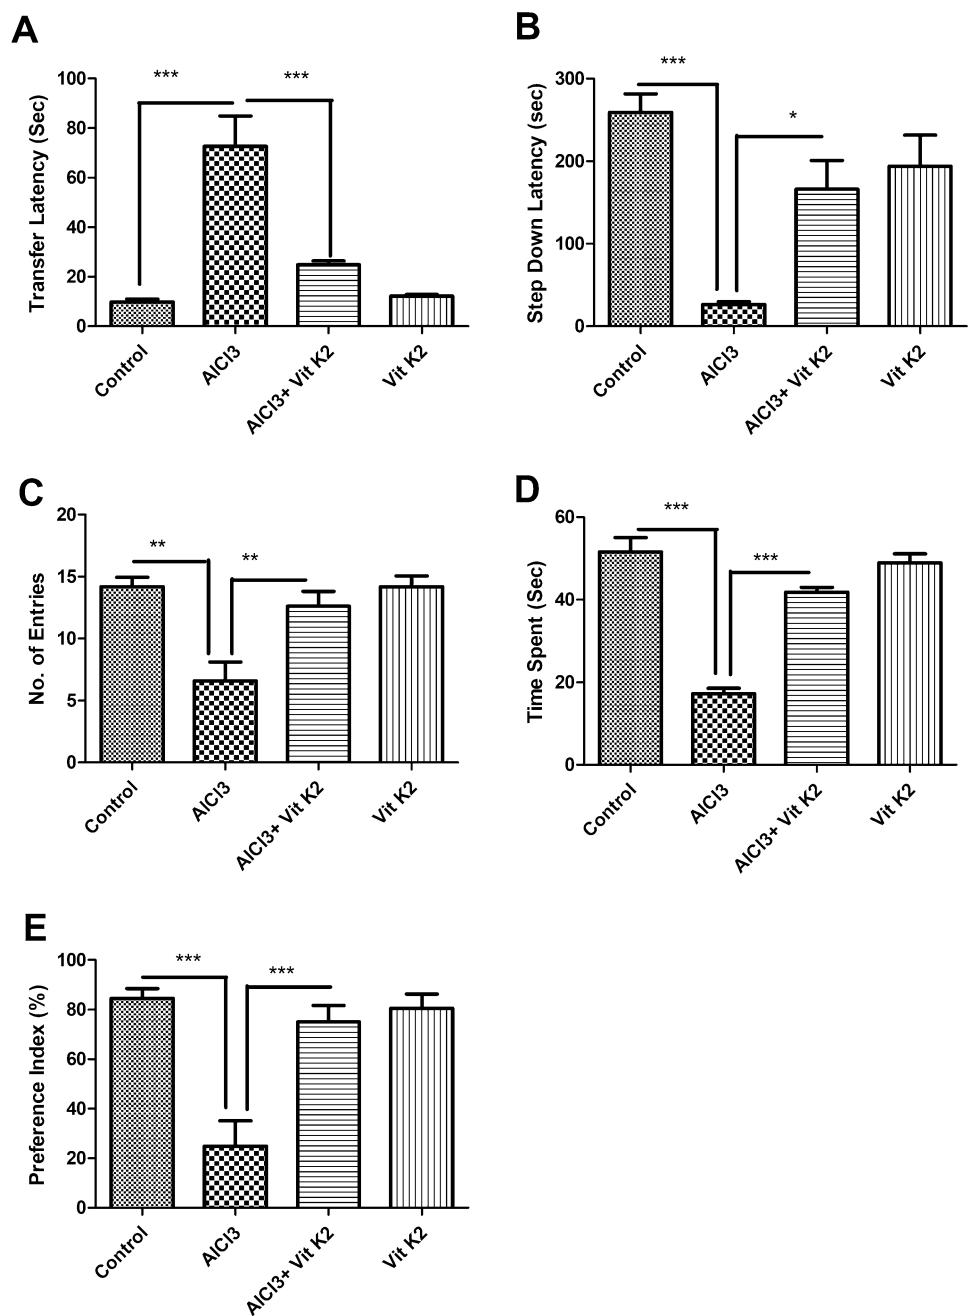 A
Transfer Latency (Sec)
100
80
60
40
20
0
***
***
Control
AlCl3
AlCl3+ Vit K2
Vit K2
B
Step Down Latency (sec)
300
200
100
0
***
*
Control
AlCl3
AlCl3+ Vit K2
Vit K2
C
No. of Entries
20
15
10
5
0
**
**
Control
AlCl3
AlCl3+ Vit K2
Vit K2
D
Time Spent (Sec)
60
40
20
0
***
***
Control
AlCl3
AlCl3+ Vit K2
Vit K2
E
Preference Index (%)
100
80
60
40
20
0
***
***
Control
AlCl3
AlCl3+ Vit K2
Vit K2